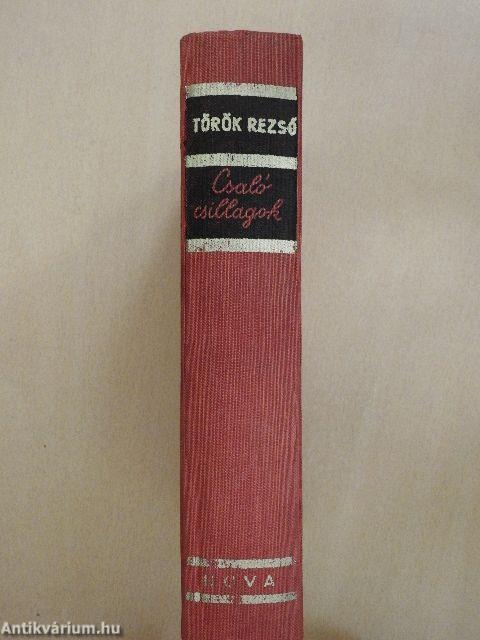 TÖRÖK REZSŐ
Csaló
csillagok
NOVA
Antikvárium.hu